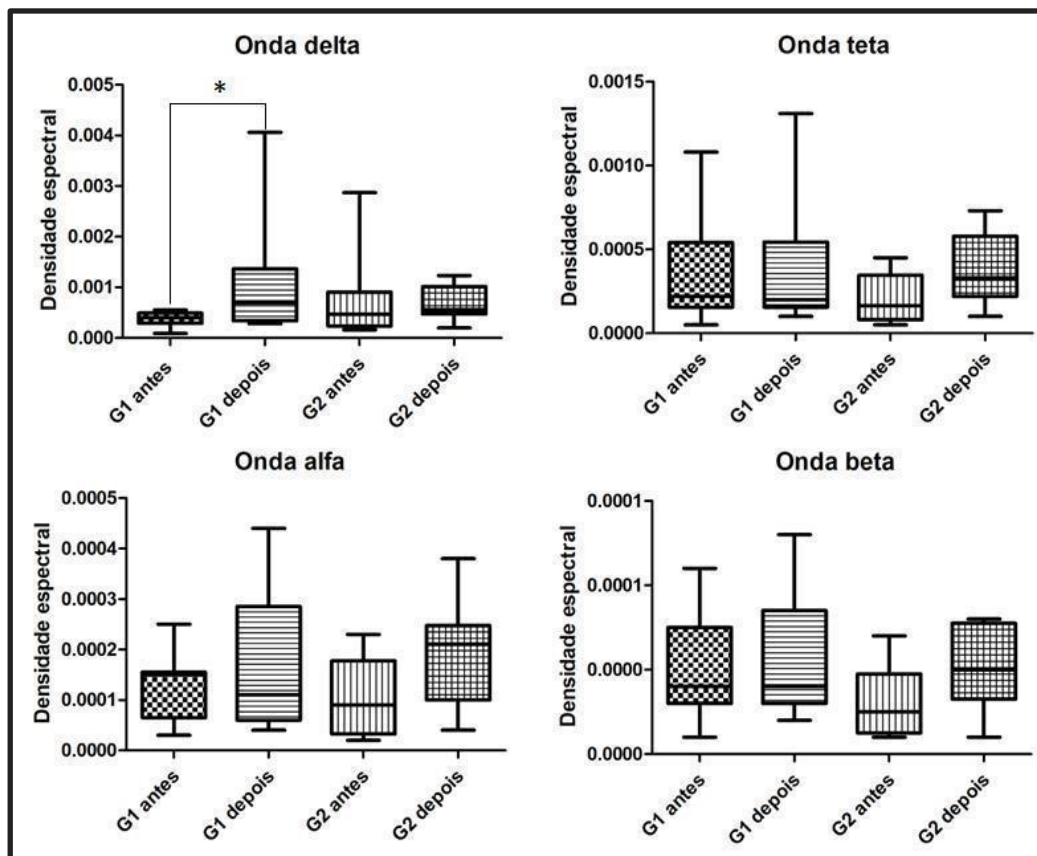 Onda delta
Densidade espectral
0.005
0.004
0.003
0.002
0.001
0.000
*
G1 antes
G1 depois
G2 antes
G2 depois
Onda teta
Densidade espectral
0.0015
0.0010
0.0005
0.0000
G1 antes
G1 depois
G2 antes
G2 depois
Onda alfa
Densidade espectral
0.0005
0.0004
0.0003
0.0002
0.0001
0.0000
G1 antes
G1 depois
G2 antes
G2 depois
Onda beta
Densidade espectral
0.0001
0.0001
0.0000
0.0000
G1 antes
G1 depois
G2 antes
G2 depois